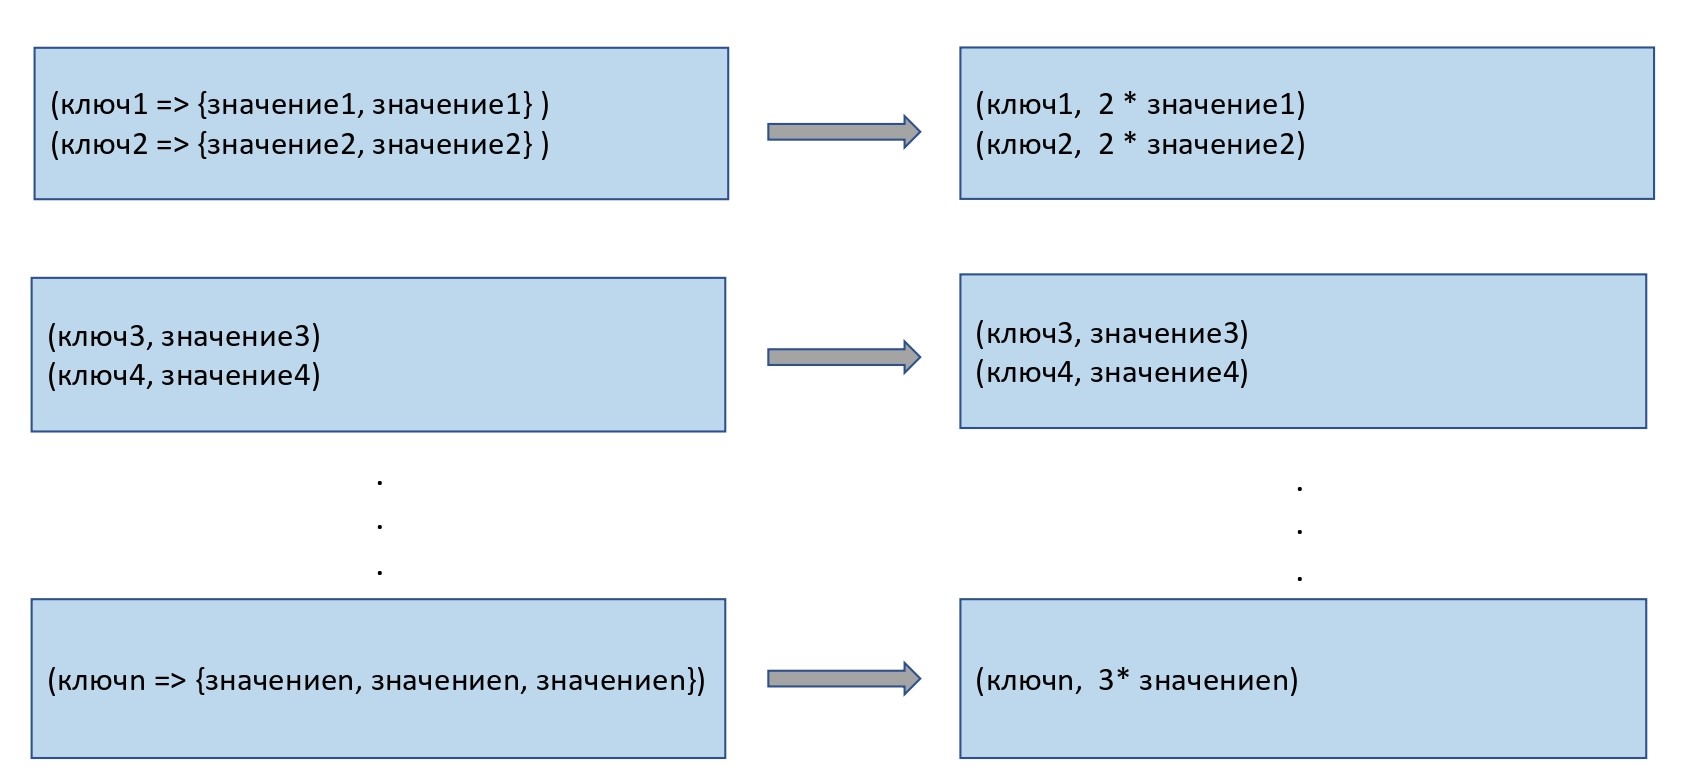 (ключ1 => {значение1, значение1} )
(ключ2 => {значение2, значение2} )
(ключ1,  2 * значение1)
(ключ2,  2 * значение2)
(ключ3, значение3)
(ключ4, значение4)
(ключ3, значение3)
(ключ4, значение4)
.
.
.
.
.
.
(ключn => {значениеn, значениеn, значениеn})
(ключn,  3* значениеn)